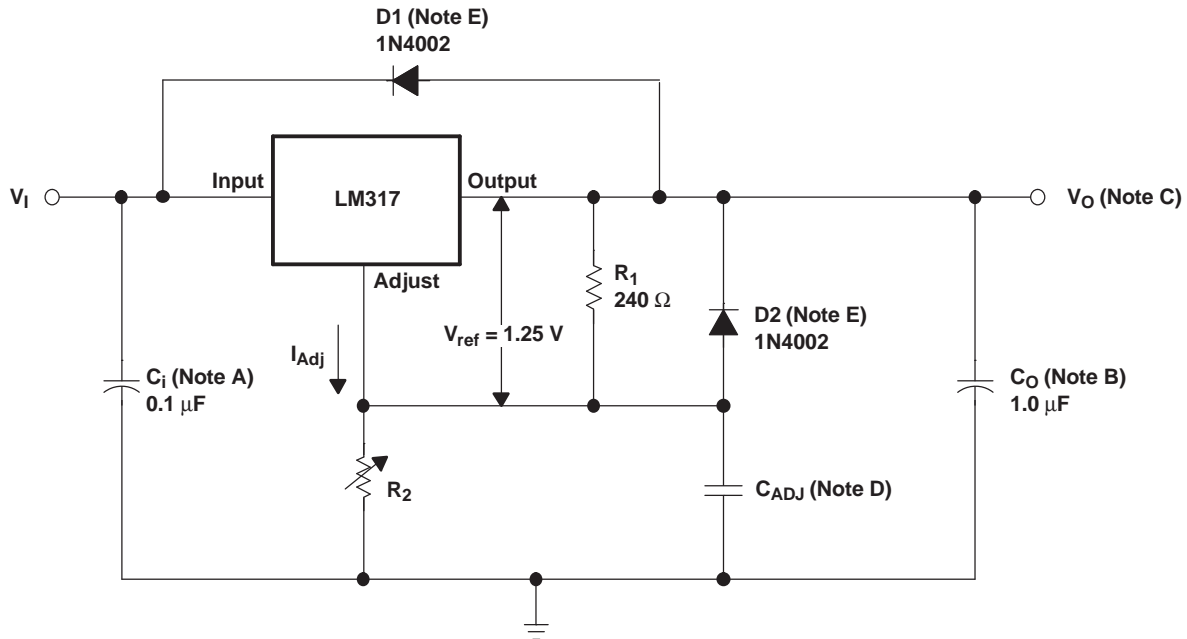 D1 (Note E)
1N4002
Input
LM317
Output
V_I
V_O (Note C)
Adjust
R_1
240 Ω
D2 (Note E)
1N4002
V_ref = 1.25 V
I_Adj
C_i (Note A)
0.1 μF
C_O (Note B)
1.0 μF
R_2
C_ADJ (Note D)